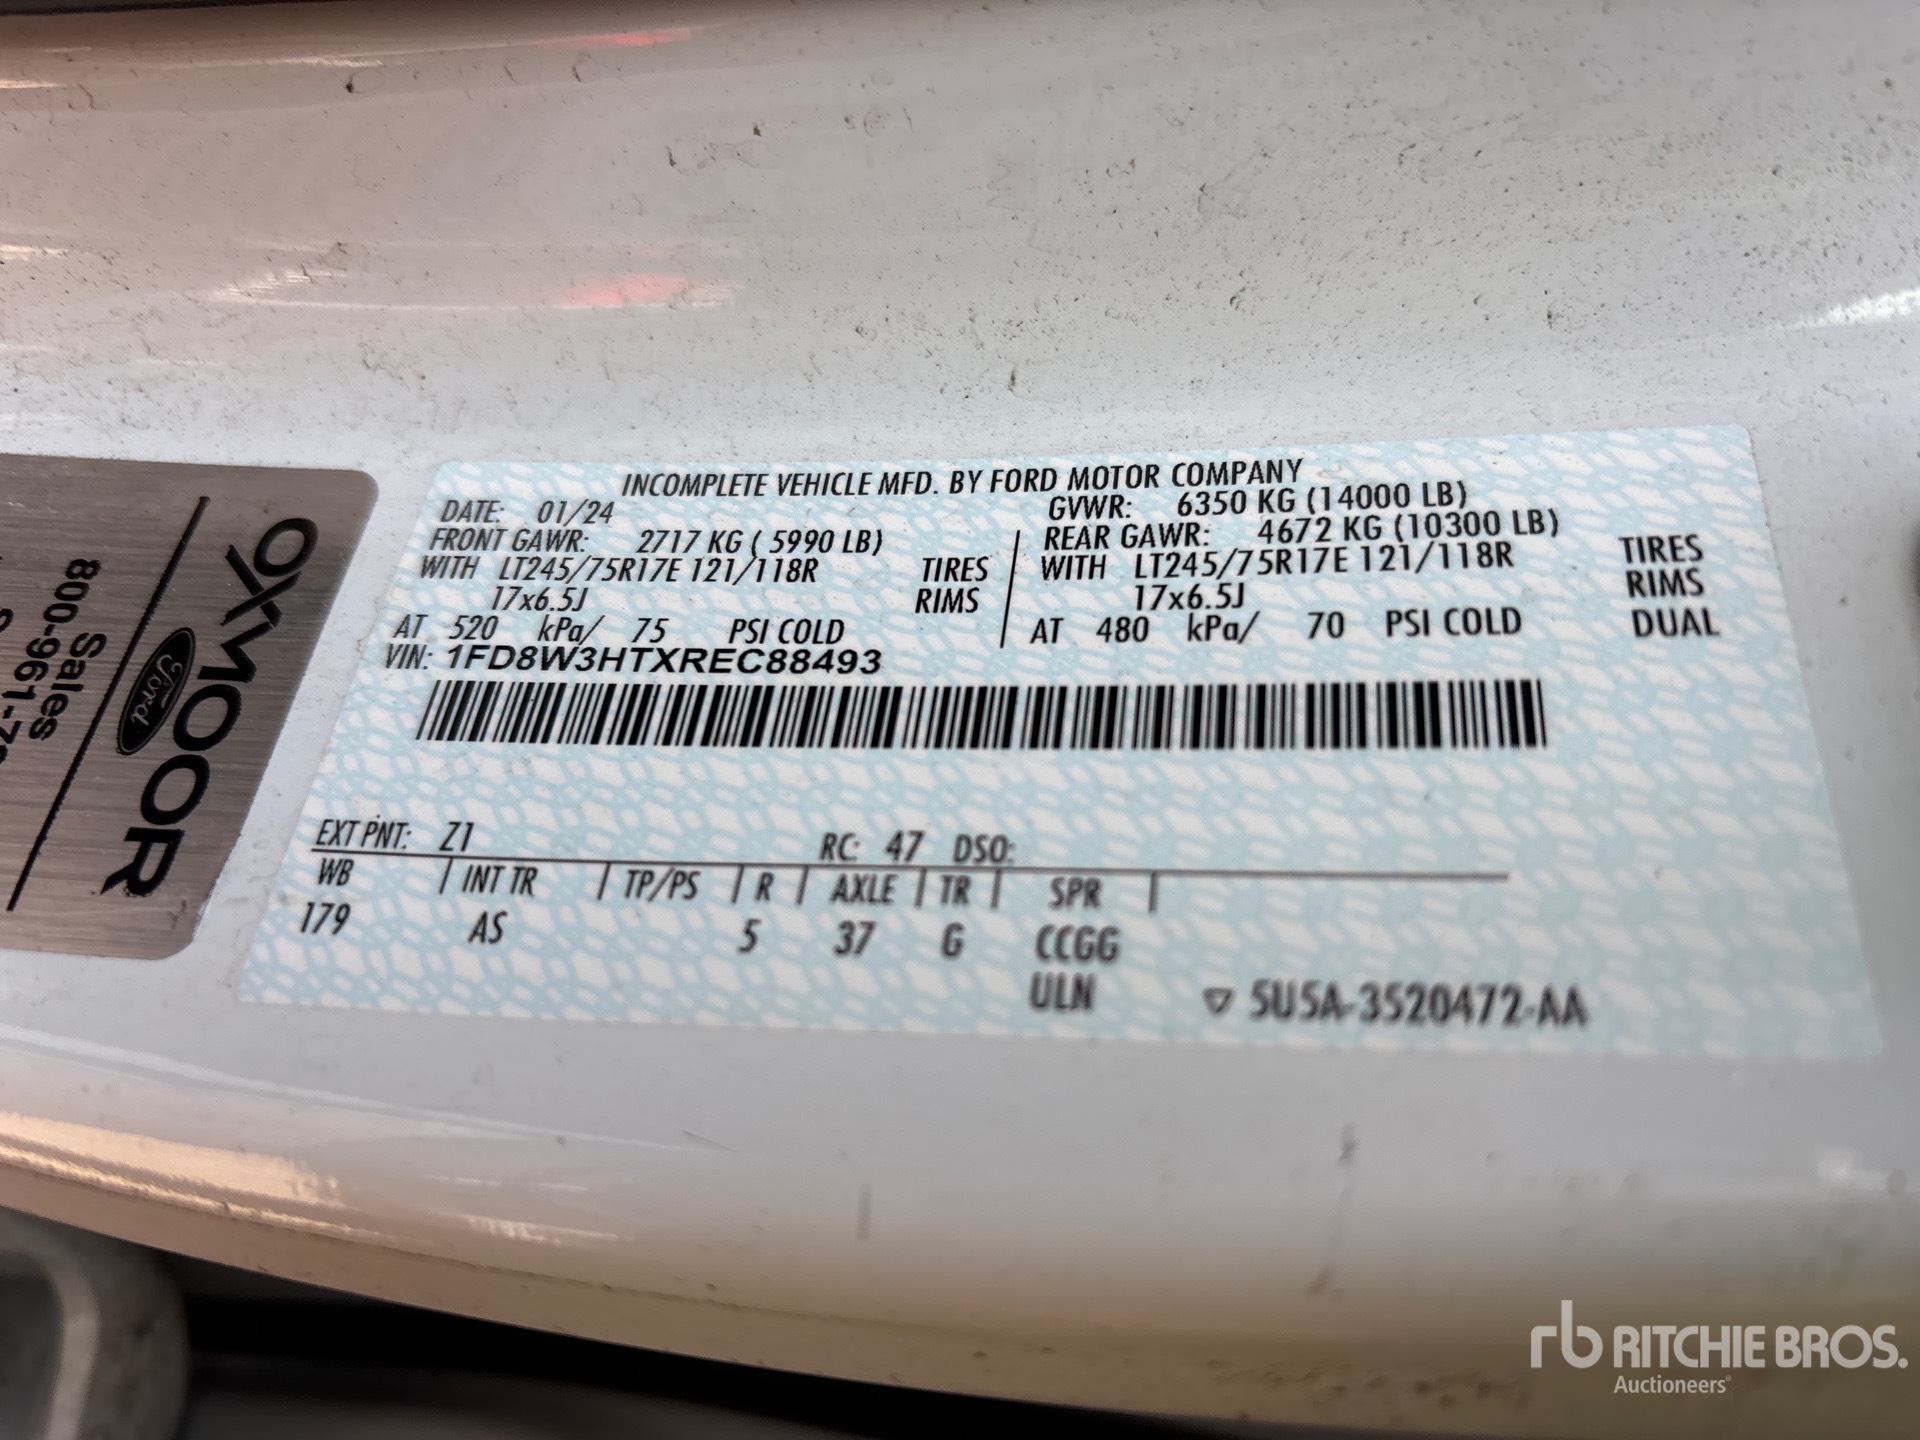 OXMOOR
Ford
Sales
800-961-7
INCOMPLETE VEHICLE MFD. BY FORD MOTOR COMPANY
DATE: 01/24 GVWR: 6350 KG (14000 LB)
FRONT GAWR: 2717 KG ( 5990 LB) REAR GAWR: 4672 KG (10300 LB)
WITH LT245/75R17E 121/118R TIRES WITH LT245/75R17E 121/118R TIRES
17x6.5J RIMS 17x6.5J RIMS
AT 520 kPa/ 75 PSI COLD AT 480 kPa/ 70 PSI COLD DUAL
VIN: 1FD8W3HTXREC88493
EXT PNT: Z1 RC: 47 DSO:
WB INT TR TP/PS R AXLE TR SPR
179 AS 5 37 G CCGG
ULN 5U5A-3520472-AA
rb RITCHIE BROS.
Auctioneers